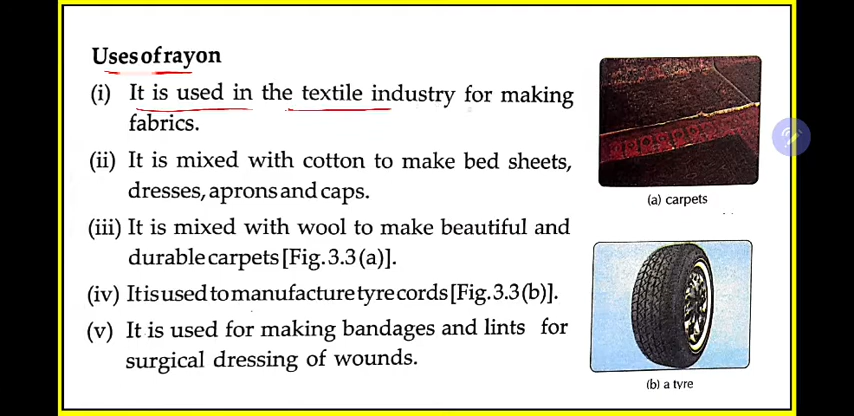 Uses of rayon
(i) It is used in the textile industry for making
fabrics.
(ii) It is mixed with cotton to make bed sheets,
dresses, aprons and caps.
(iii) It is mixed with wool to make beautiful and
durable carpets [Fig. 3.3 (a)].
(iv) It is used to manufacture tyre cords [Fig. 3.3 (b)].
(v) It is used for making bandages and lints for
surgical dressing of wounds.
(a) carpets
(b) a tyre